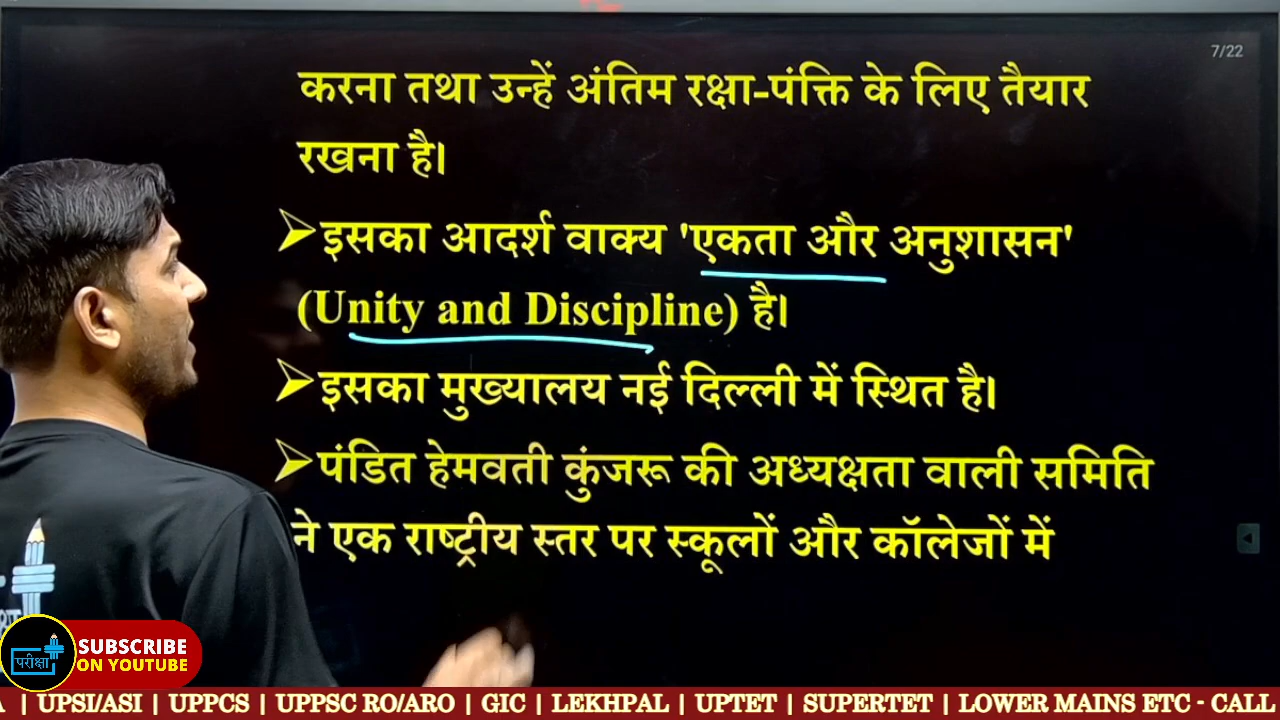 7/22
करना तथा उन्हें अंतिम रक्षा-पंक्ति के लिए तैयार
रखना है।
➢इसका आदर्श वाक्य 'एकता और अनुशासन'
(Unity and Discipline) है।
➢इसका मुख्यालय नई दिल्ली में स्थित है।
➢पंडित हेमवती कुंजरू की अध्यक्षता वाली समिति
ने एक राष्ट्रीय स्तर पर स्कूलों और कॉलेजों में
परीक्षा
SUBSCRIBE
ON YOUTUBE
| UPSI/ASI | UPPCS | UPPSC RO/ARO | GIC | LEKHPAL | UPTET | SUPERTET | LOWER MAINS ETC - CALL